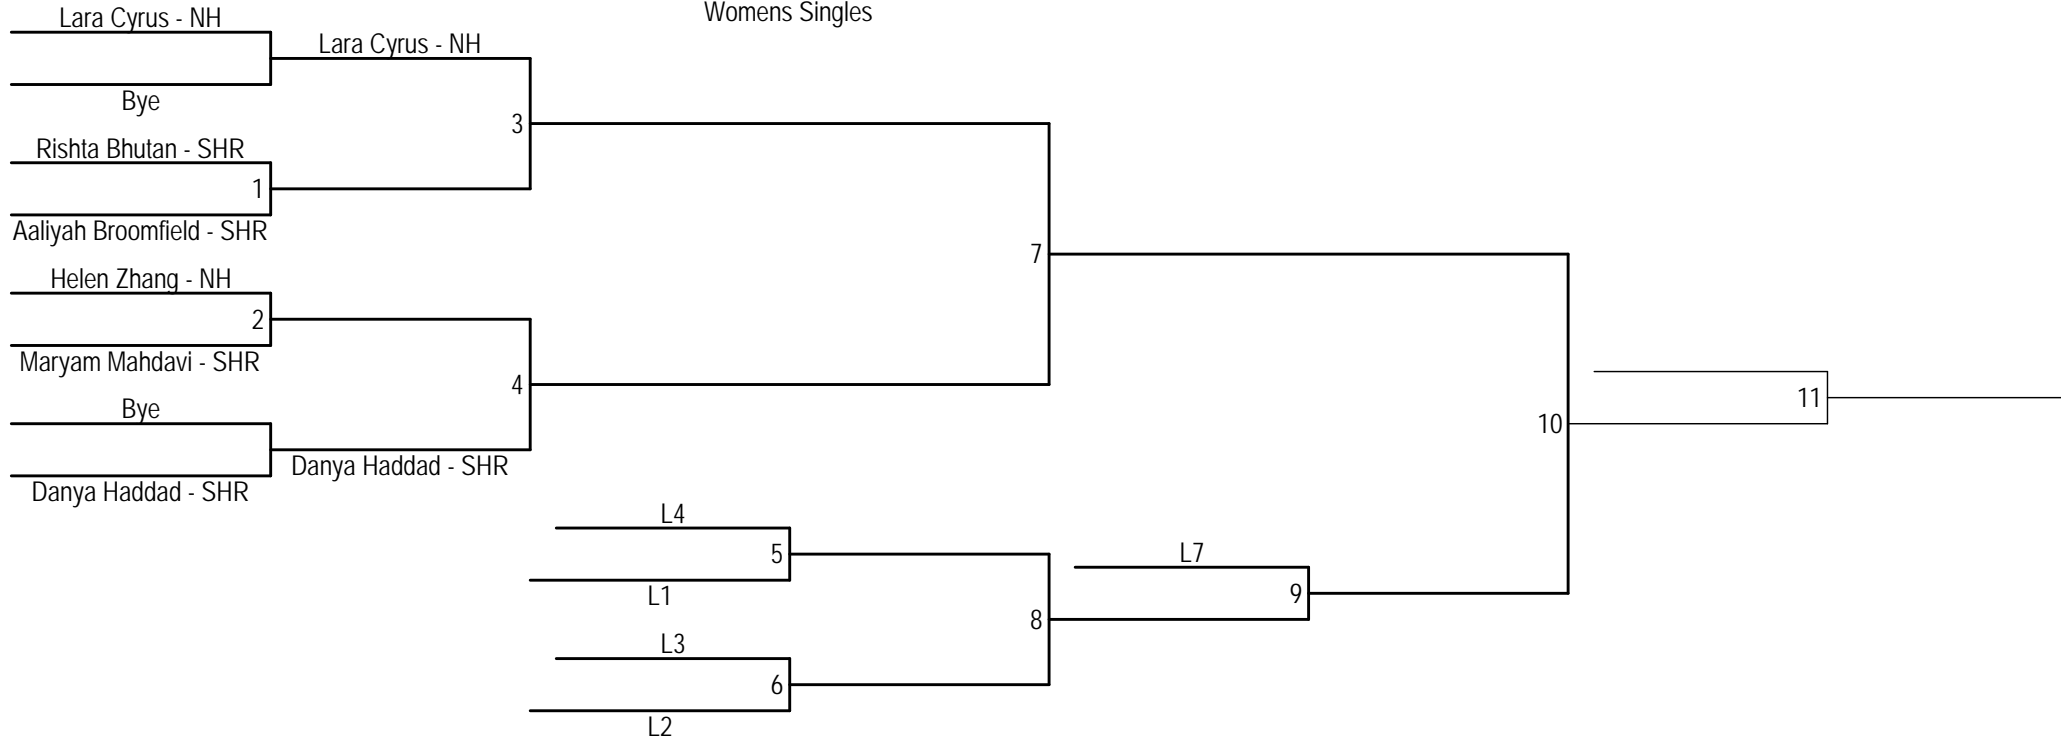 Womens Singles
Lara Cyrus - NH
Lara Cyrus - NH
Bye
3
Rishta Bhutan - SHR
1
Aaliyah Broomfield - SHR
7
Helen Zhang - NH
2
Maryam Mahdavi - SHR
4
11
Bye
10
Danya Haddad - SHR
Danya Haddad - SHR
L4
5
L7
L1
9
8
L3
6
L2